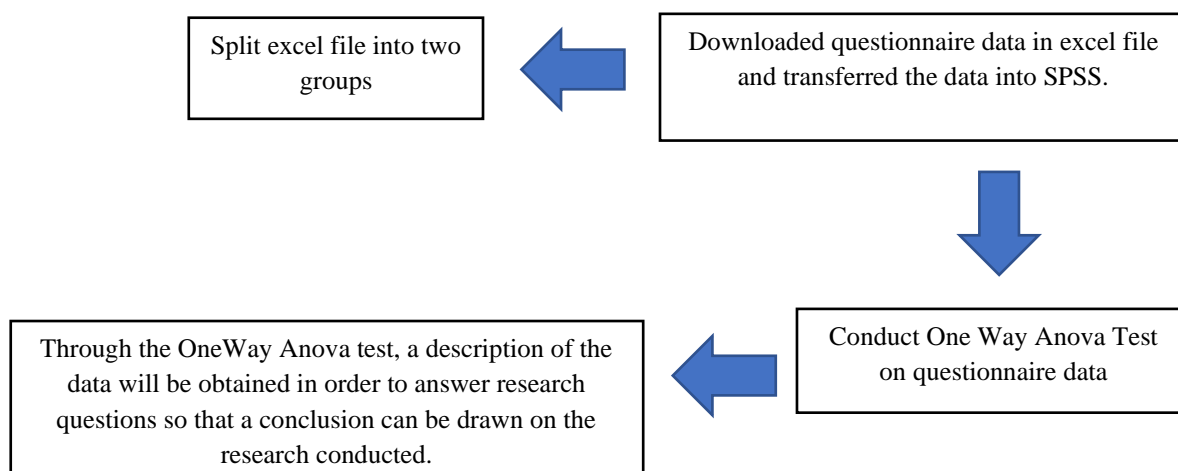 Split excel file into two
groups
Downloaded questionnaire data in excel file
and transferred the data into SPSS.
Conduct One Way Anova Test
on questionnaire data
Through the OneWay Anova test, a description of the
data will be obtained in order to answer research
questions so that a conclusion can be drawn on the
research conducted.